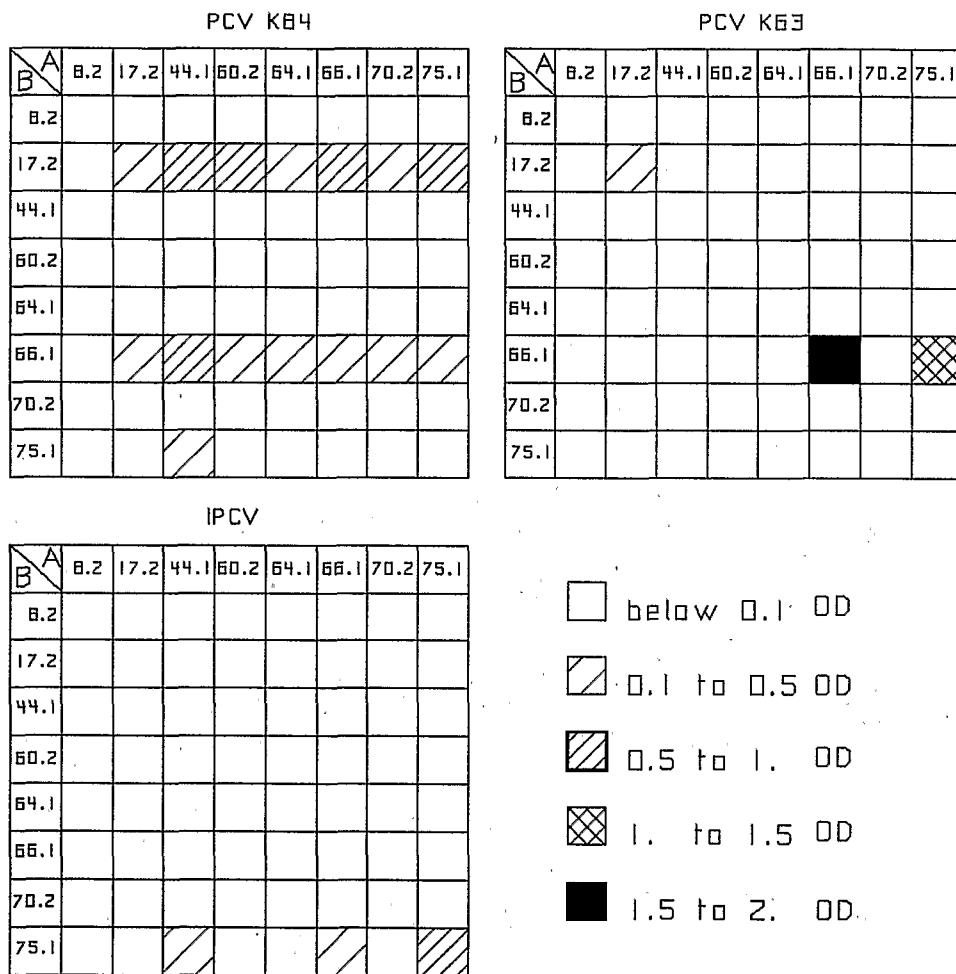 PCV K84
A B 8.2 17.2 44.1 60.2 64.1 66.1 70.2 75.1
8.2
17.2
44.1
60.2
64.1
66.1
70.2
75.1
PCV K63
A B 8.2 17.2 44.1 60.2 64.1 66.1 70.2 75.1
8.2
17.2
44.1
60.2
64.1
66.1
70.2
75.1
IPCV
A B 8.2 17.2 44.1 60.2 64.1 66.1 70.2 75.1
8.2
17.2
44.1
60.2
64.1
66.1
70.2
75.1
below 0.1 OD
0.1 to 0.5 OD
0.5 to 1. OD
1. to 1.5 OD
1.5 to 2. OD